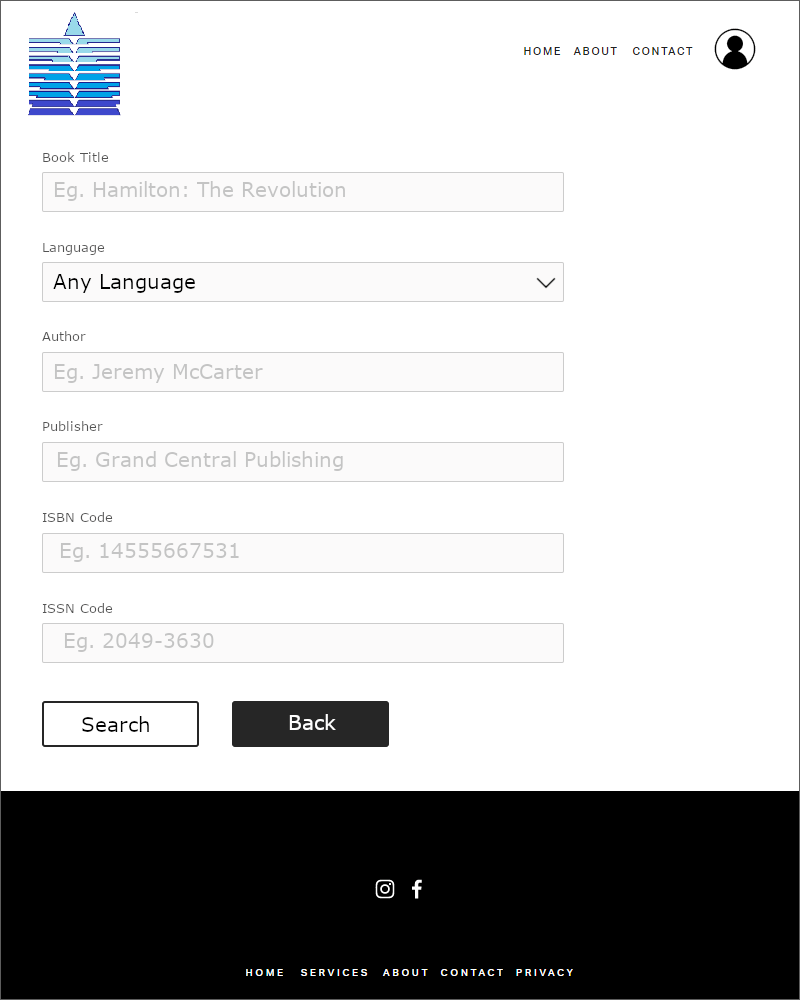 HOME ABOUT CONTACT
Book Title
Eg. Hamilton: The Revolution
Language
Any Language
Author
Eg. Jeremy McCarter
Publisher
Eg. Grand Central Publishing
ISBN Code
Eg. 14555667531
ISSN Code
Eg. 2049-3630
Search Back
HOME SERVICES ABOUT CONTACT PRIVACY